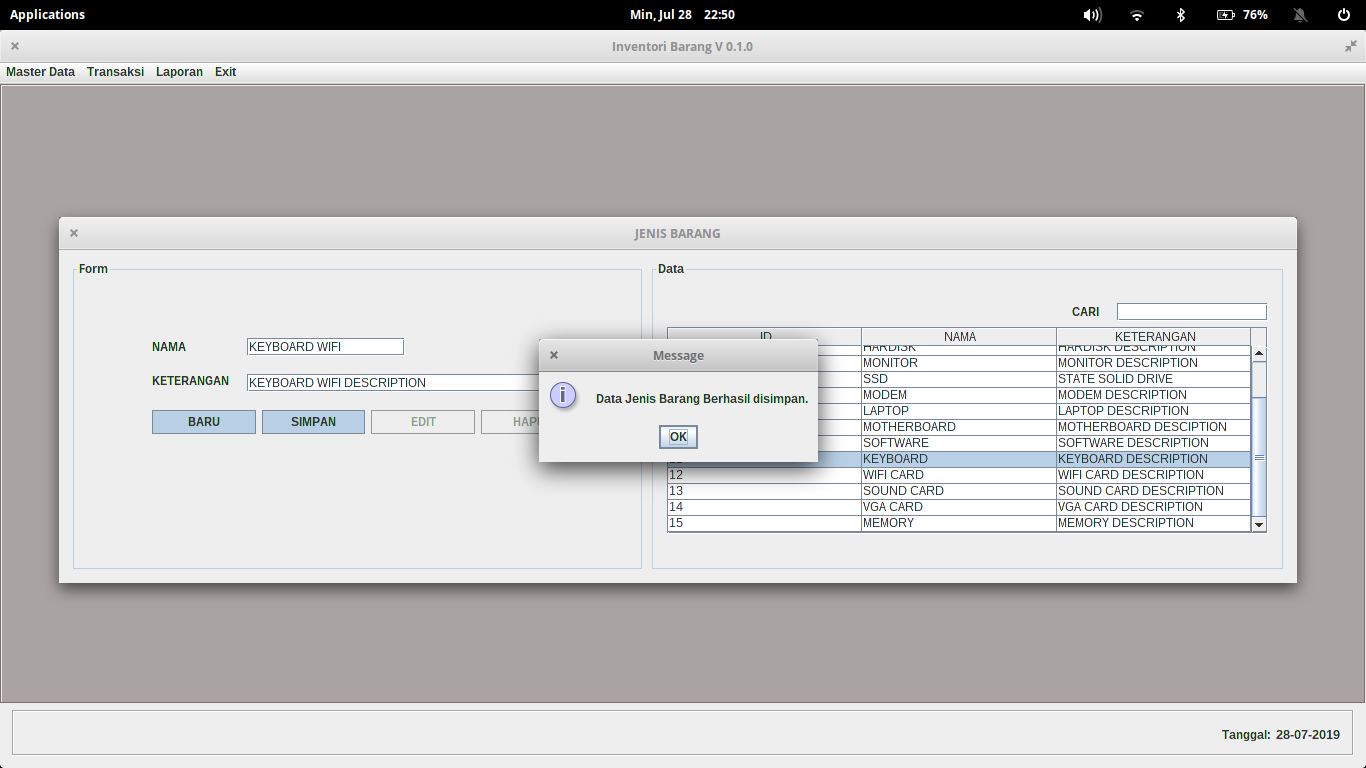 Applications Min, Jul 28 22:50 76%
Inventori Barang V 0.1.0
Master Data Transaksi Laporan Exit
JENIS BARANG
Form
NAMA KEYBOARD WIFI
KETERANGAN KEYBOARD WIFI DESCRIPTION
BARU SIMPAN EDIT
Data
CARI
ID NAMA KETERANGAN
HARDISK HARDISK DESCRIPTION
MONITOR MONITOR DESCRIPTION
SSD STATE SOLID DRIVE
MODEM MODEM DESCRIPTION
LAPTOP LAPTOP DESCRIPTION
MOTHERBOARD MOTHERBOARD DESCIPTION
SOFTWARE SOFTWARE DESCRIPTION
KEYBOARD KEYBOARD DESCRIPTION
12 WIFI CARD WIFI CARD DESCRIPTION
13 SOUND CARD SOUND CARD DESCRIPTION
14 VGA CARD VGA CARD DESCRIPTION
15 MEMORY MEMORY DESCRIPTION
Message
Data Jenis Barang Berhasil disimpan.
OK
Tanggal: 28-07-2019